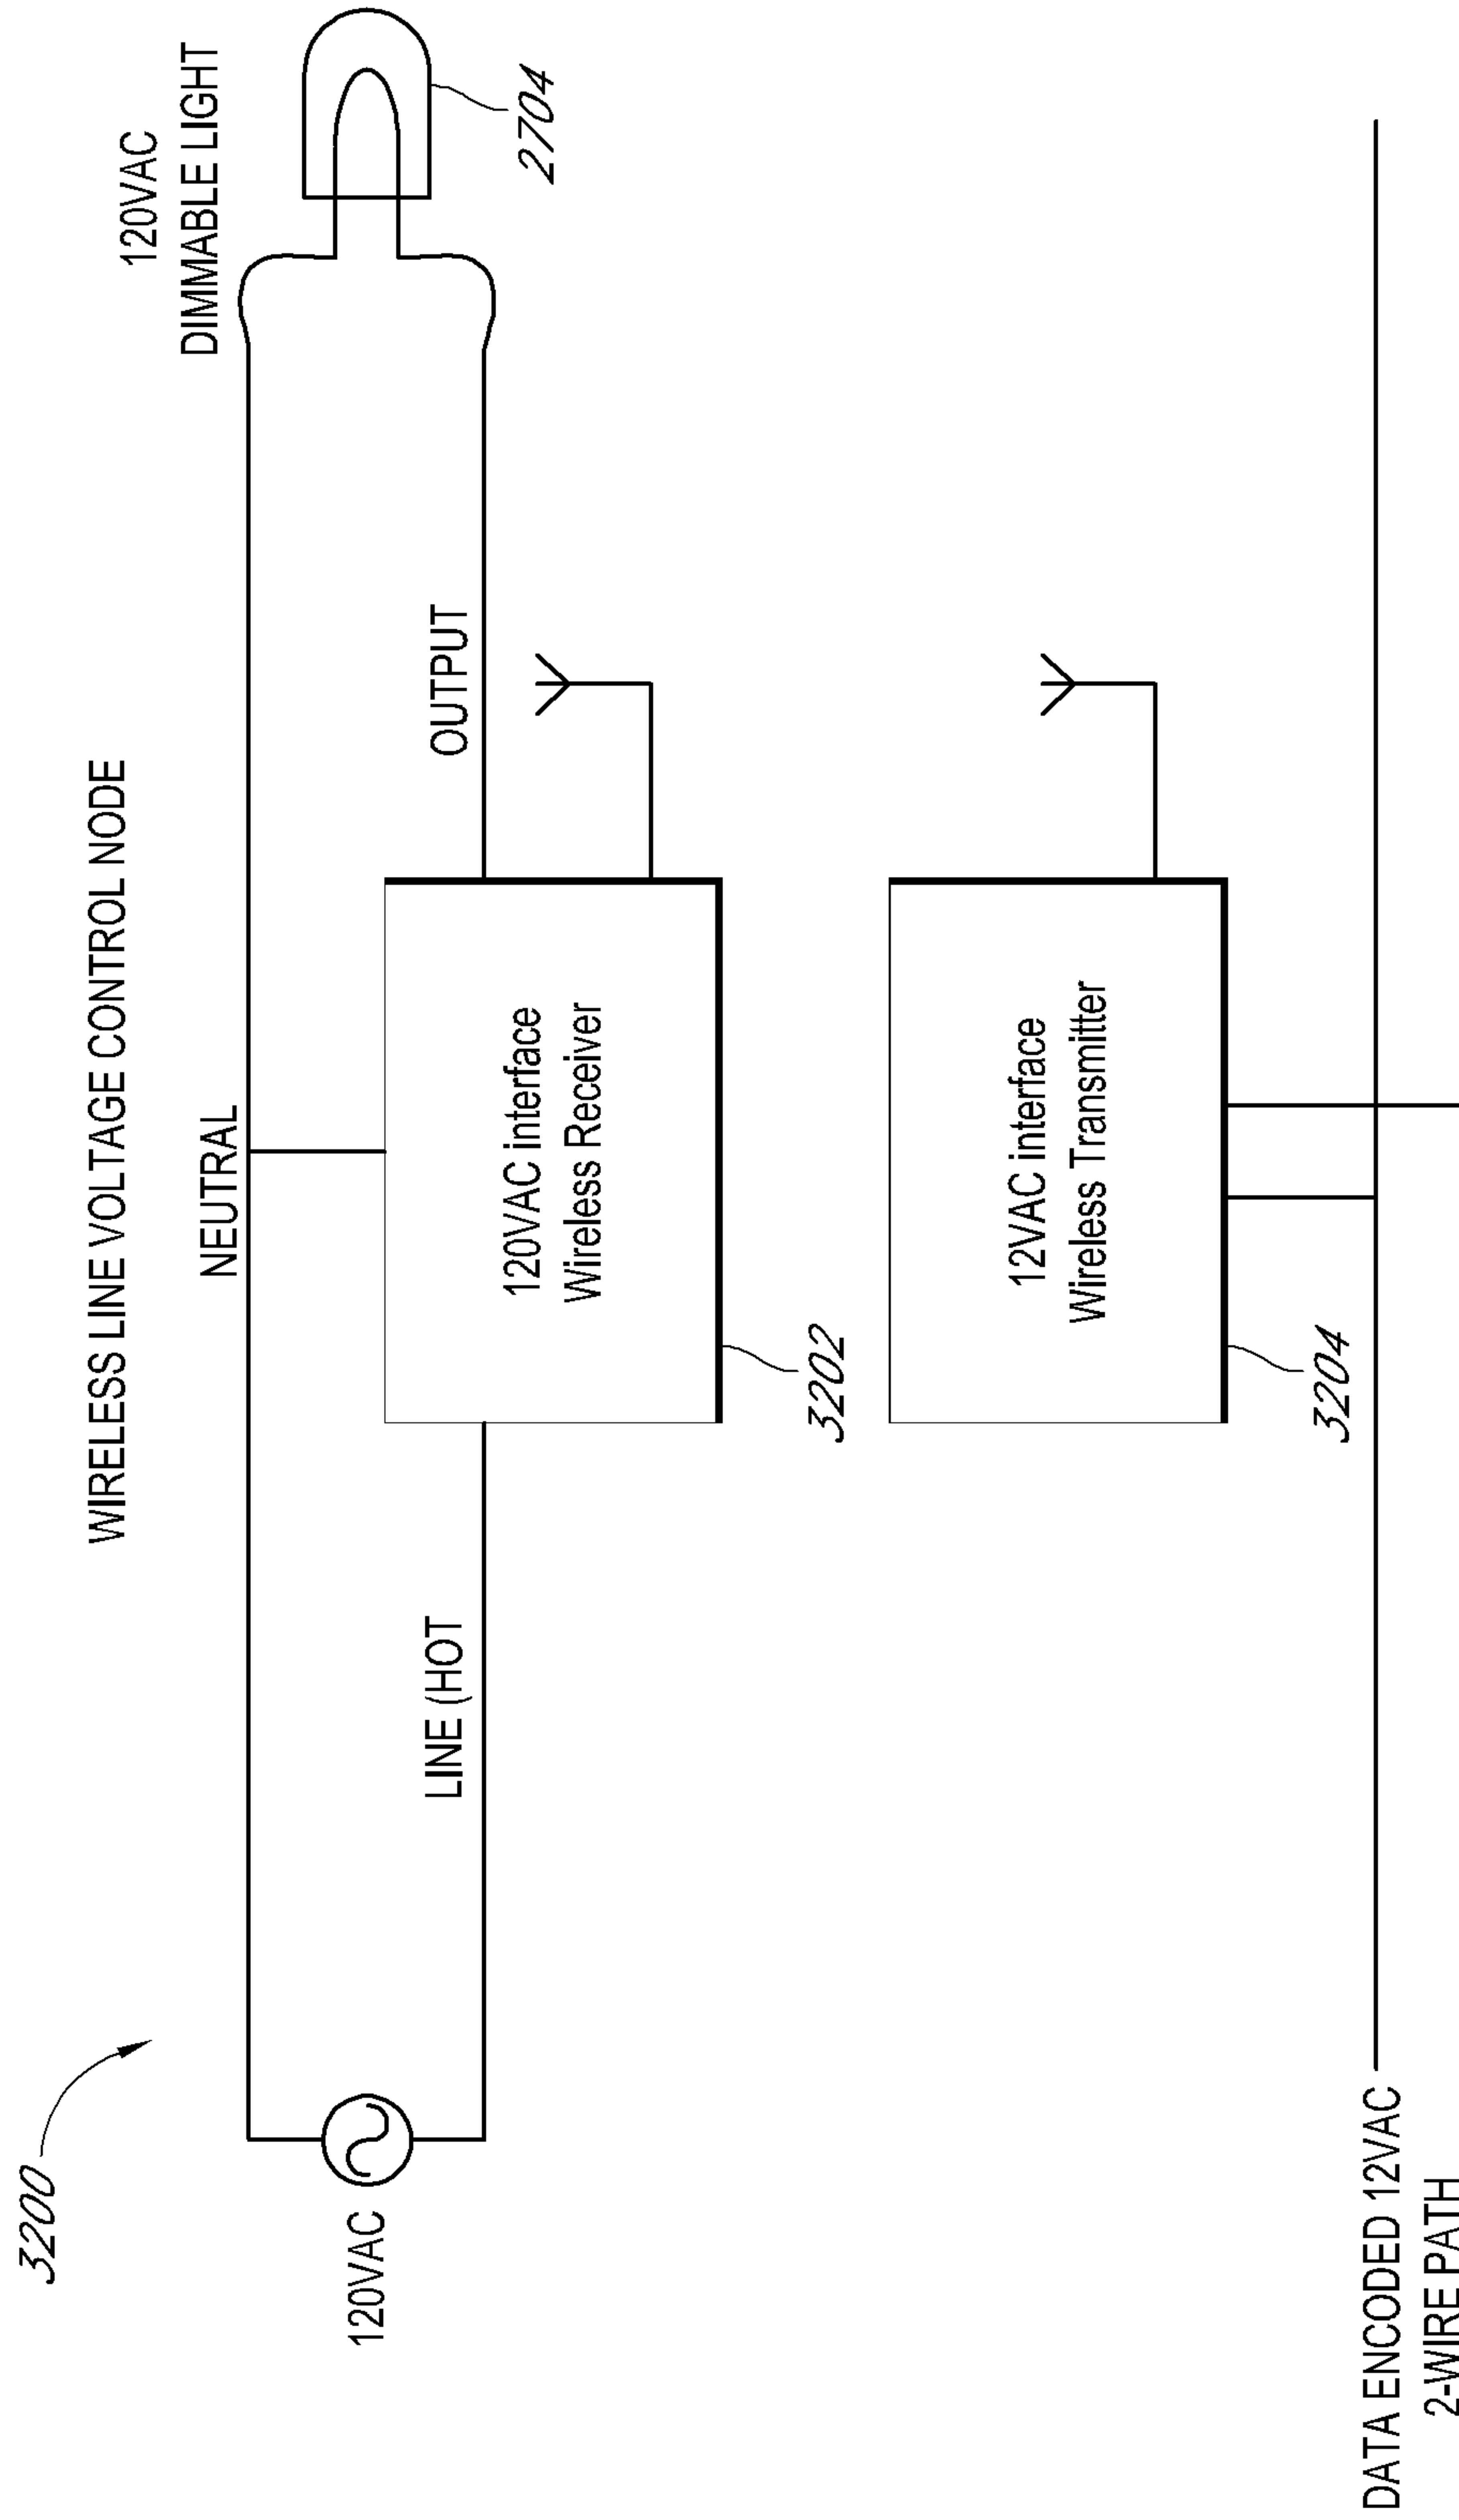 3200
WIRELESS LINE VOLTAGE CONTROL NODE
120VAC
DIMMABLE LIGHT
NEUTRAL
120VAC
LINE (HOT
OUTPUT
2704
120VAC interface
Wireless Receiver
3202
12VAC interface
Wireless Transmitter
3204
DATA ENCODED 12VAC
2-WIRE PATH